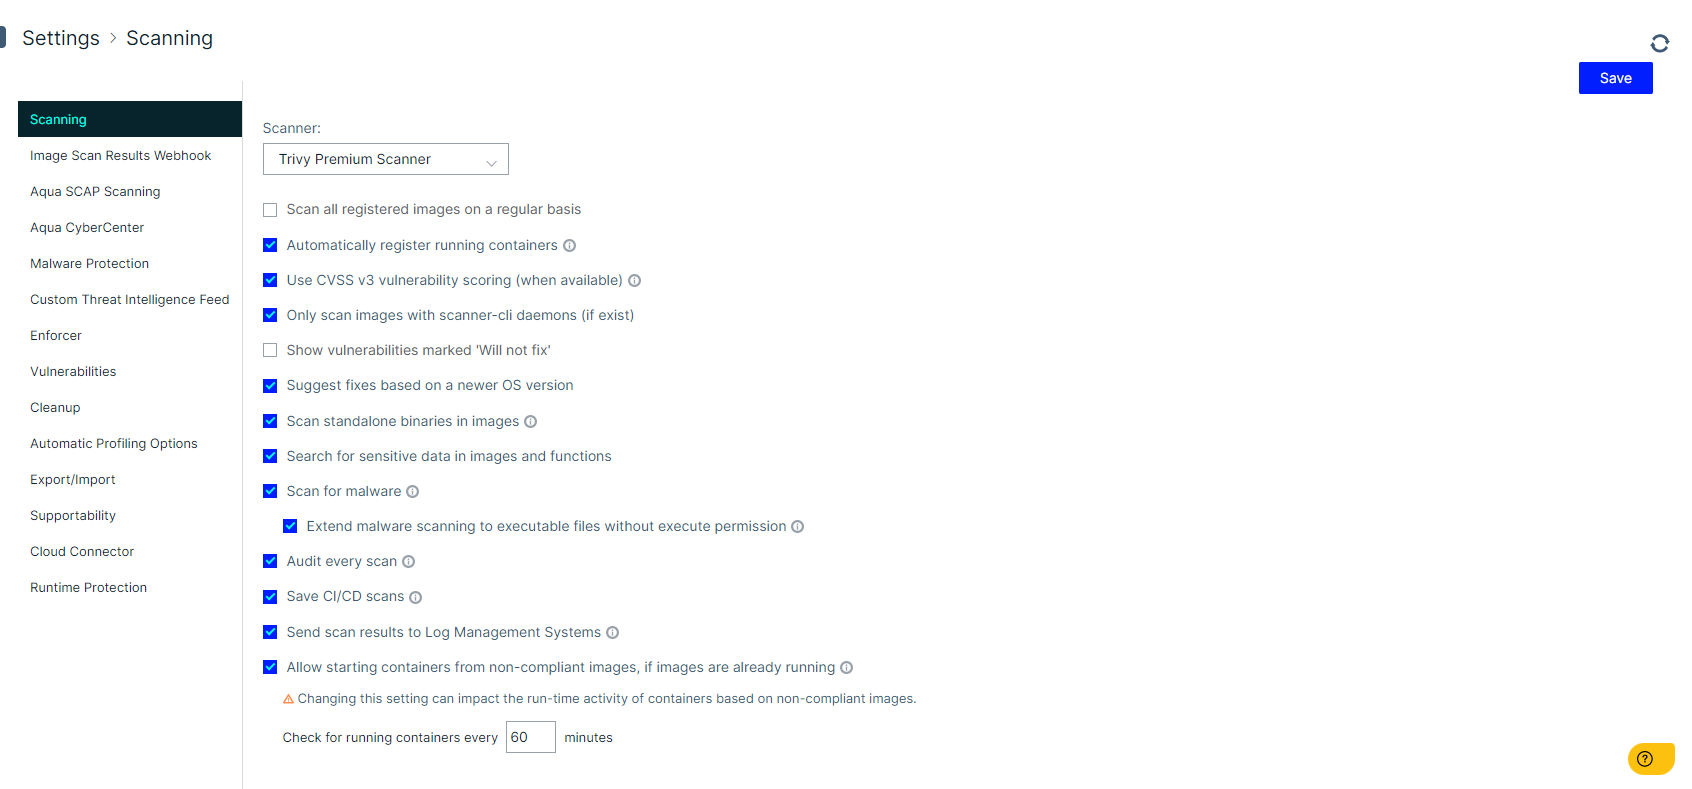 Settings > Scanning
Save
Scanning
Image Scan Results Webhook
Aqua SCAP Scanning
Aqua CyberCenter
Malware Protection
Custom Threat Intelligence Feed
Enforcer
Vulnerabilities
Cleanup
Automatic Profiling Options
Export/Import
Supportability
Cloud Connector
Runtime Protection
Scanner:
Trivy Premium Scanner
Scan all registered images on a regular basis
Automatically register running containers
Use CVSS v3 vulnerability scoring (when available)
Only scan images with scanner-cli daemons (if exist)
Show vulnerabilities marked 'Will not fix'
Suggest fixes based on a newer OS version
Scan standalone binaries in images
Search for sensitive data in images and functions
Scan for malware
Extend malware scanning to executable files without execute permission
Audit every scan
Save CI/CD scans
Send scan results to Log Management Systems
Allow starting containers from non-compliant images, if images are already running
Changing this setting can impact the run-time activity of containers based on non-compliant images.
Check for running containers every 60 minutes